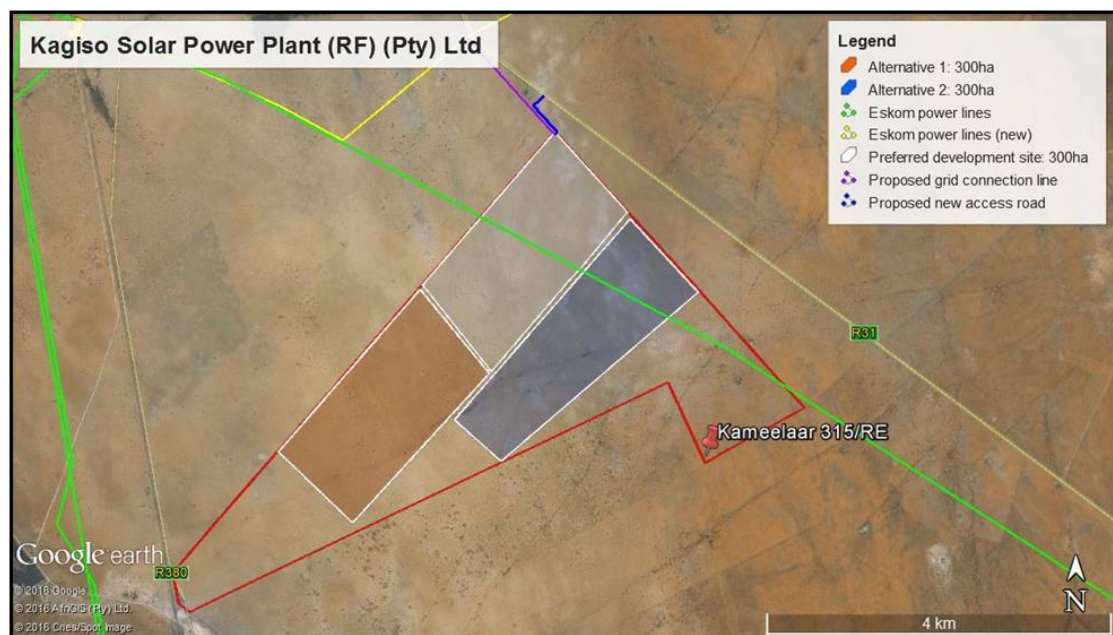 Kagiso Solar Power Plant (RF) (Pty) Ltd
Legend
Alternative 1: 300ha
Alternative 2: 300ha
Eskom power lines
Eskom power lines (new)
Preferred development site: 300ha
Proposed grid connection line
Proposed new access road
R31
Kameelaar 315/RE
Google earth
R380
© 2016 Google
© 2016 AfriGIS (Pty) Ltd.
© 2016 Cnes/Spot Image
N
4 km